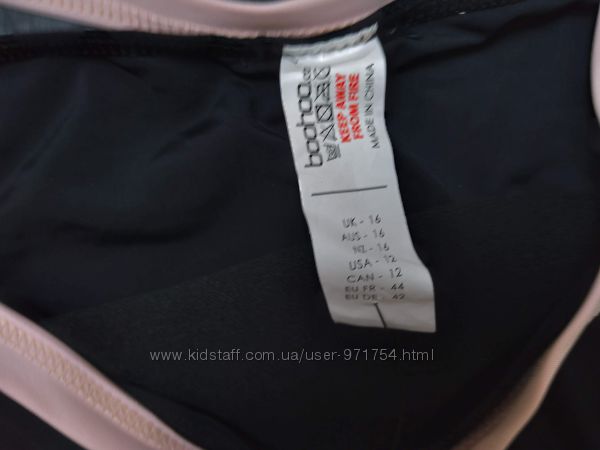 boohoo.com
KEEP AWAY
FROM FIRE
MADE IN CHINA
UK - 16
AUS - 16
NZ - 16
USA - 12
CAN - 12
EU FR - 44
EU DE - 42
www.kidstaff.com.ua/user-971754.html